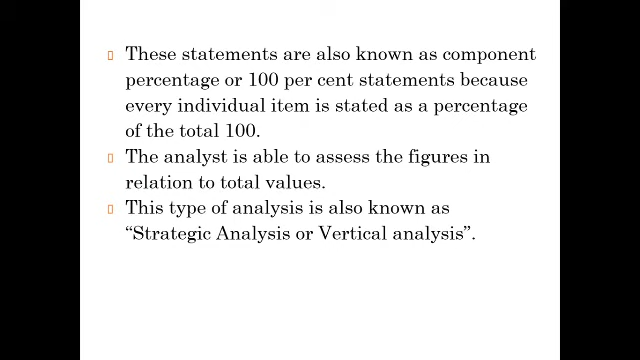 These statements are also known as component
percentage or 100 per cent statements because
every individual item is stated as a percentage
of the total 100.
The analyst is able to assess the figures in
relation to total values.
This type of analysis is also known as
“Strategic Analysis or Vertical analysis”.